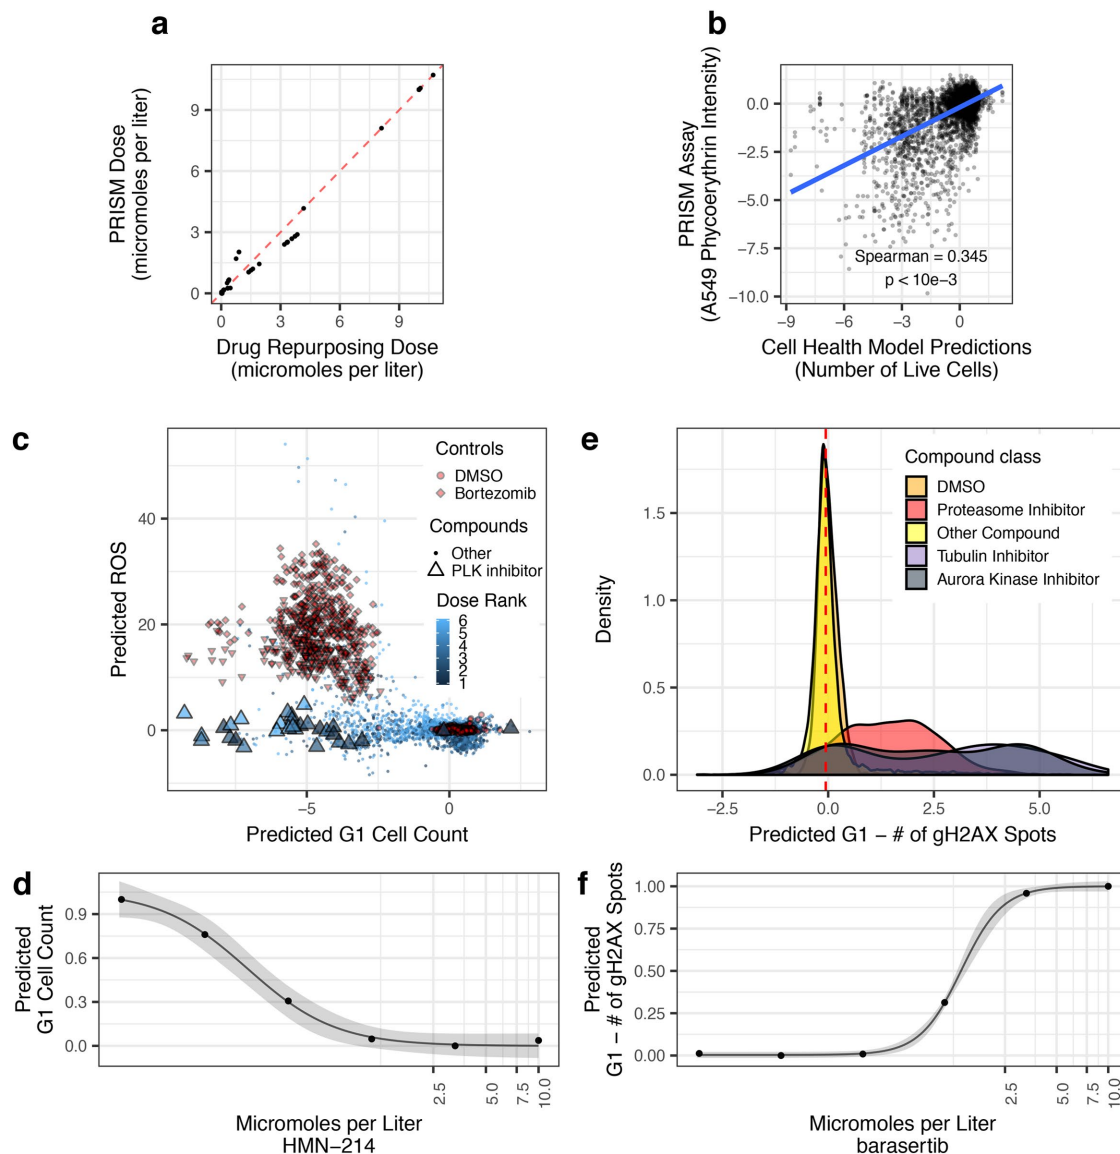 a
PRISM Dose
(micromoles per liter)
9
6
3
0
0 3 6 9
Drug Repurposing Dose
(micromoles per liter)
b
PRISM Assay
(A549 Phycoerythrin Intensity)
0.0
−2.5
−5.0
−7.5
−10.0
Spearman = 0.345
p < 10e−3
−9 −6 −3 0
Cell Health Model Predictions
(Number of Live Cells)
c
Predicted ROS
40
20
0
Controls
DMSO
Bortezomib
Compounds
Other
PLK inhibitor
Dose Rank
6
5
4
3
2
1
−5 0
Predicted G1 Cell Count
e
Density
1.5
1.0
0.5
0.0
Compound class
DMSO
Proteasome Inhibitor
Other Compound
Tubulin Inhibitor
Aurora Kinase Inhibitor
−2.5 0.0 2.5 5.0
Predicted G1 − # of gH2AX Spots
d
Predicted
G1 Cell Count
0.9
0.6
0.3
0.0
2.5 5.0 7.5 10.0
Micromoles per Liter
HMN−214
f
Predicted
G1 − # of gH2AX Spots
1.00
0.75
0.50
0.25
0.00
2.5 5.0 7.5 10.0
Micromoles per Liter
barasertib